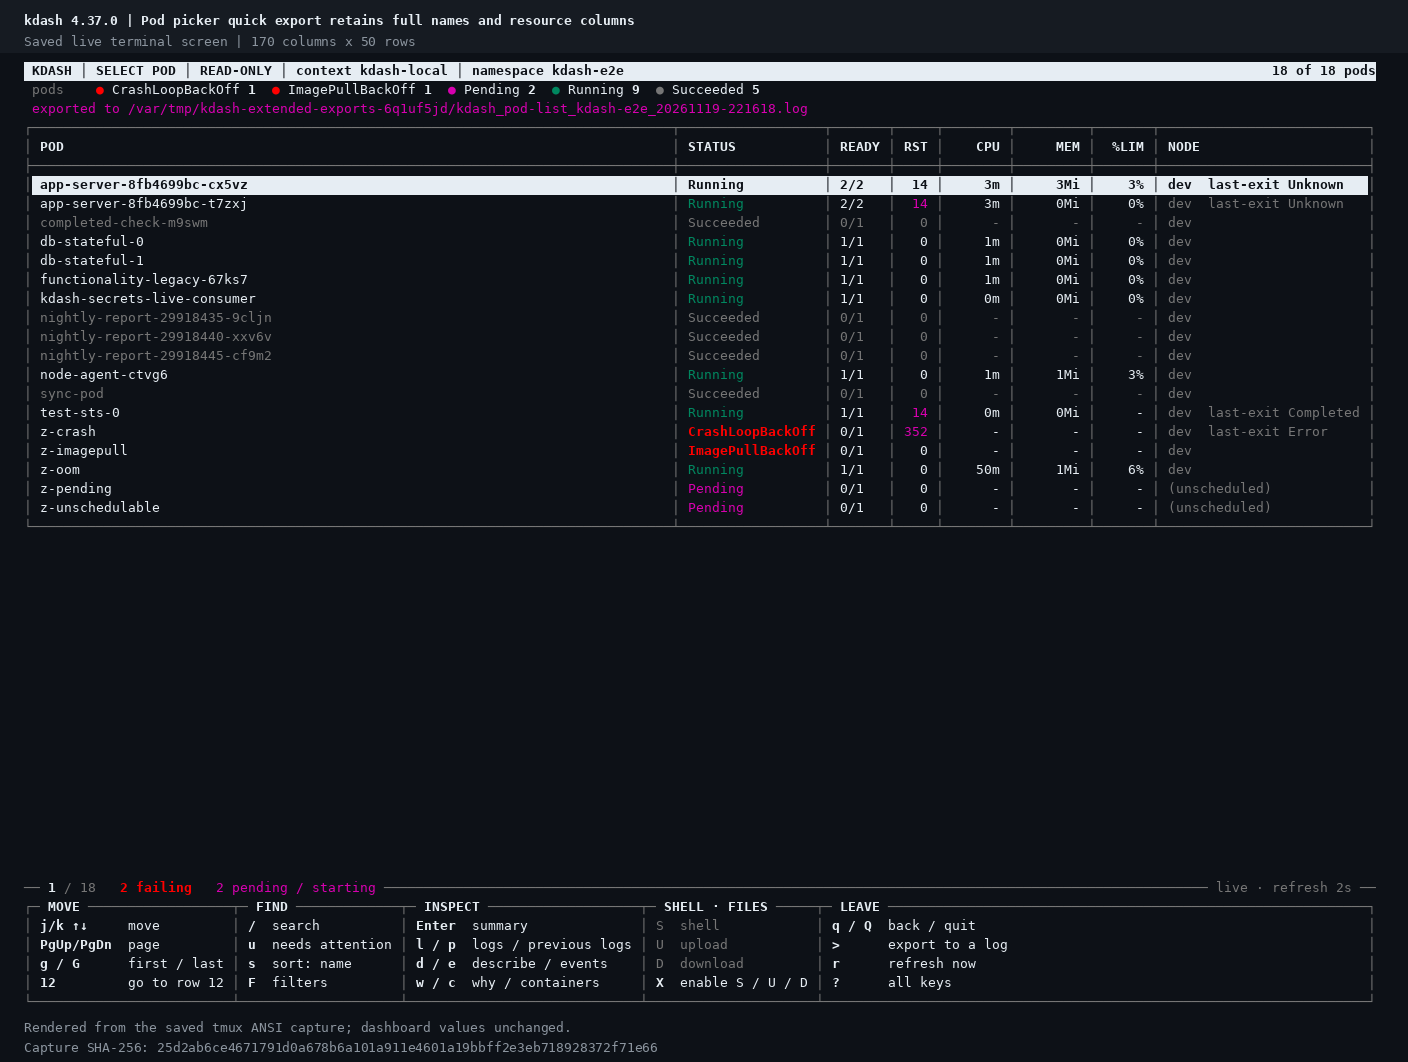 kdash 4.37.0 | Pod picker quick export retains full names and resource columns
Saved live terminal screen | 170 columns x 50 rows
KDASH │ SELECT POD │ READ-ONLY │ context kdash-local │ namespace kdash-e2e 18 of 18 pods
pods ● CrashLoopBackOff 1 ● ImagePullBackOff 1 ● Pending 2 ● Running 9 ● Succeeded 5
exported to /var/tmp/kdash-extended-exports-6q1uf5jd/kdash_pod-list_kdash-e2e_20261119-221618.log
│ POD │ STATUS │ READY │ RST │ CPU │ MEM │ %LIM │ NODE │
│ app-server-8fb4699bc-cx5vz │ Running │ 2/2 │ 14 │ 3m │ 3Mi │ 3% │ dev last-exit Unknown │
│ app-server-8fb4699bc-t7zxj │ Running │ 2/2 │ 14 │ 3m │ 0Mi │ 0% │ dev last-exit Unknown │
│ completed-check-m9swm │ Succeeded │ 0/1 │ 0 │ - │ - │ - │ dev │
│ db-stateful-0 │ Running │ 1/1 │ 0 │ 1m │ 0Mi │ 0% │ dev │
│ db-stateful-1 │ Running │ 1/1 │ 0 │ 1m │ 0Mi │ 0% │ dev │
│ functionality-legacy-67ks7 │ Running │ 1/1 │ 0 │ 1m │ 0Mi │ 0% │ dev │
│ kdash-secrets-live-consumer │ Running │ 1/1 │ 0 │ 0m │ 0Mi │ 0% │ dev │
│ nightly-report-29918435-9cljn │ Succeeded │ 0/1 │ 0 │ - │ - │ - │ dev │
│ nightly-report-29918440-xxv6v │ Succeeded │ 0/1 │ 0 │ - │ - │ - │ dev │
│ nightly-report-29918445-cf9m2 │ Succeeded │ 0/1 │ 0 │ - │ - │ - │ dev │
│ node-agent-ctvg6 │ Running │ 1/1 │ 0 │ 1m │ 1Mi │ 3% │ dev │
│ sync-pod │ Succeeded │ 0/1 │ 0 │ - │ - │ - │ dev │
│ test-sts-0 │ Running │ 1/1 │ 14 │ 0m │ 0Mi │ - │ dev last-exit Completed │
│ z-crash │ CrashLoopBackOff │ 0/1 │ 352 │ - │ - │ - │ dev last-exit Error │
│ z-imagepull │ ImagePullBackOff │ 0/1 │ 0 │ - │ - │ - │ dev │
│ z-oom │ Running │ 1/1 │ 0 │ 50m │ 1Mi │ 6% │ dev │
│ z-pending │ Pending │ 0/1 │ 0 │ - │ - │ - │ (unscheduled) │
│ z-unschedulable │ Pending │ 0/1 │ 0 │ - │ - │ - │ (unscheduled) │
── 1 / 18 2 failing 2 pending / starting ── live · refresh 2s ──
MOVE FIND INSPECT SHELL · FILES LEAVE
│ j/k ↑↓ move │ / search │ Enter summary │ S shell │ q / Q back / quit │
│ PgUp/PgDn page │ u needs attention │ l / p logs / previous logs │ U upload │ > export to a log │
│ g / G first / last │ s sort: name │ d / e describe / events │ D download │ r refresh now │
│ 12 go to row 12 │ F filters │ w / c why / containers │ X enable S / U / D │ ? all keys │
Rendered from the saved tmux ANSI capture; dashboard values unchanged.
Capture SHA-256: 25d2ab6ce4671791d0a678b6a101a911e4601a19bbff2e3eb718928372f71e66